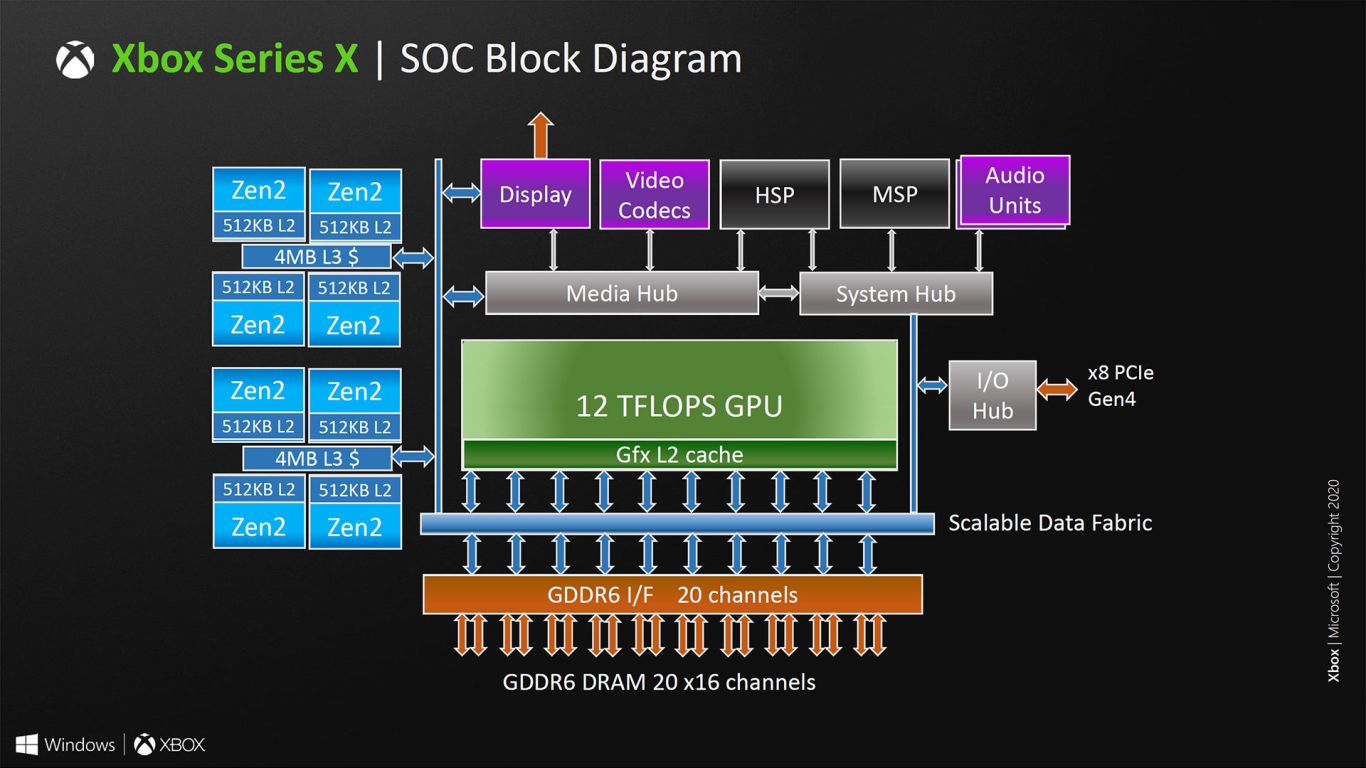 Xbox Series X | SOC Block Diagram
Zen2 Zen2
512KB L2 512KB L2
4MB L3 $
512KB L2 512KB L2
Zen2 Zen2
Zen2 Zen2
512KB L2 512KB L2
4MB L3 $
512KB L2 512KB L2
Zen2 Zen2
Display
Video
Codecs
HSP
MSP
Audio
Units
Media Hub
System Hub
12 TFLOPS GPU
Gfx L2 cache
I/O
Hub
x8 PCIe
Gen4
Scalable Data Fabric
GDDR6 I/F 20 channels
GDDR6 DRAM 20 x16 channels
Xbox | Microsoft | Copyright 2020
Windows | XBOX